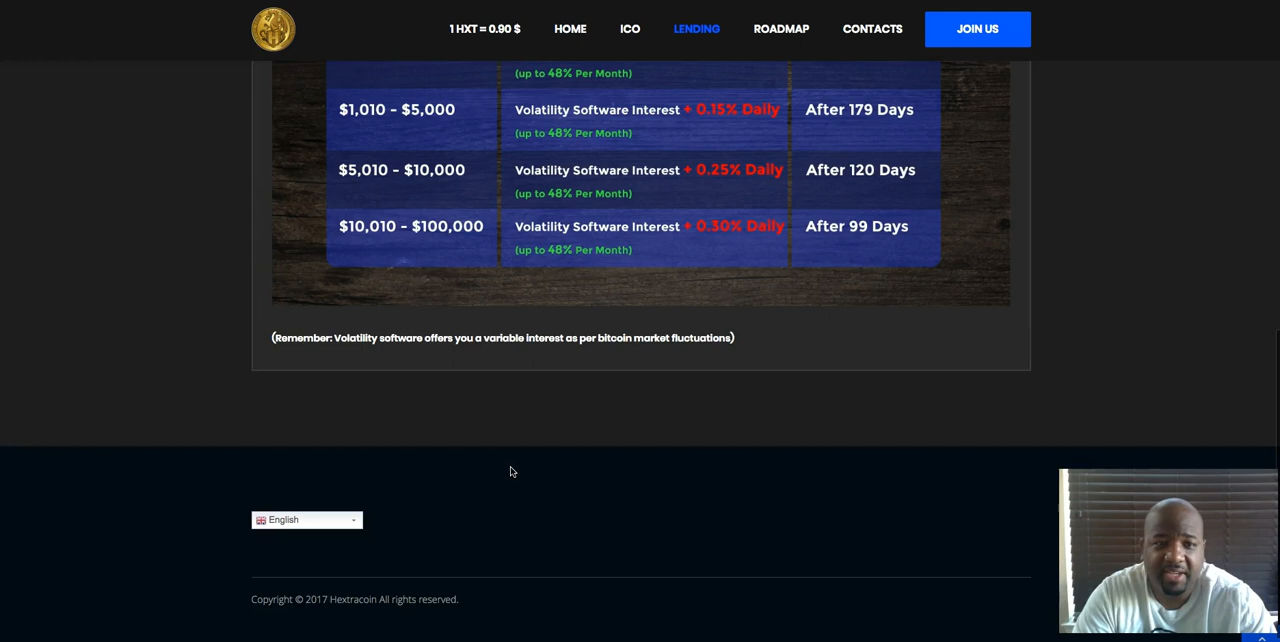 1 HXT = 0.90 $ HOME ICO LENDING ROADMAP CONTACTS JOIN US
(up to 48% Per Month)
$1,010 - $5,000 Volatility Software Interest + 0.15% Daily After 179 Days
(up to 48% Per Month)
$5,010 - $10,000 Volatility Software Interest + 0.25% Daily After 120 Days
(up to 48% Per Month)
$10,010 - $100,000 Volatility Software Interest + 0.30% Daily After 99 Days
(up to 48% Per Month)
(Remember: Volatility software offers you a variable interest as per bitcoin market fluctuations)
English
Copyright © 2017 Hextracoin All rights reserved.